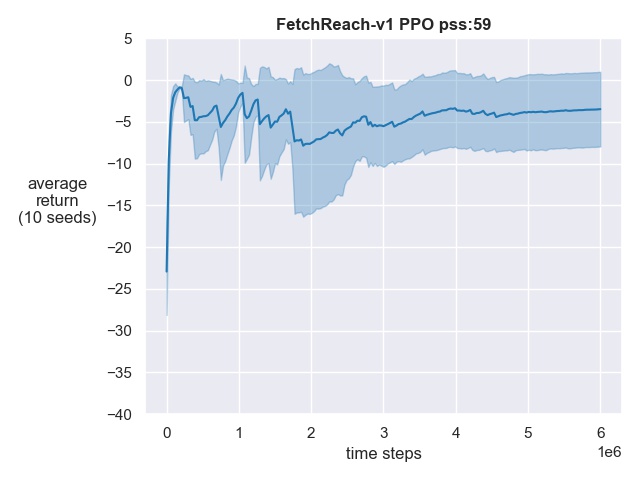 FetchReach-v1 PPO pss:59
5
0
−5
−10
−15
−20
−25
−30
−35
−40
average
return
(10 seeds)
0 1 2 3 4 5 6
1e6
time steps